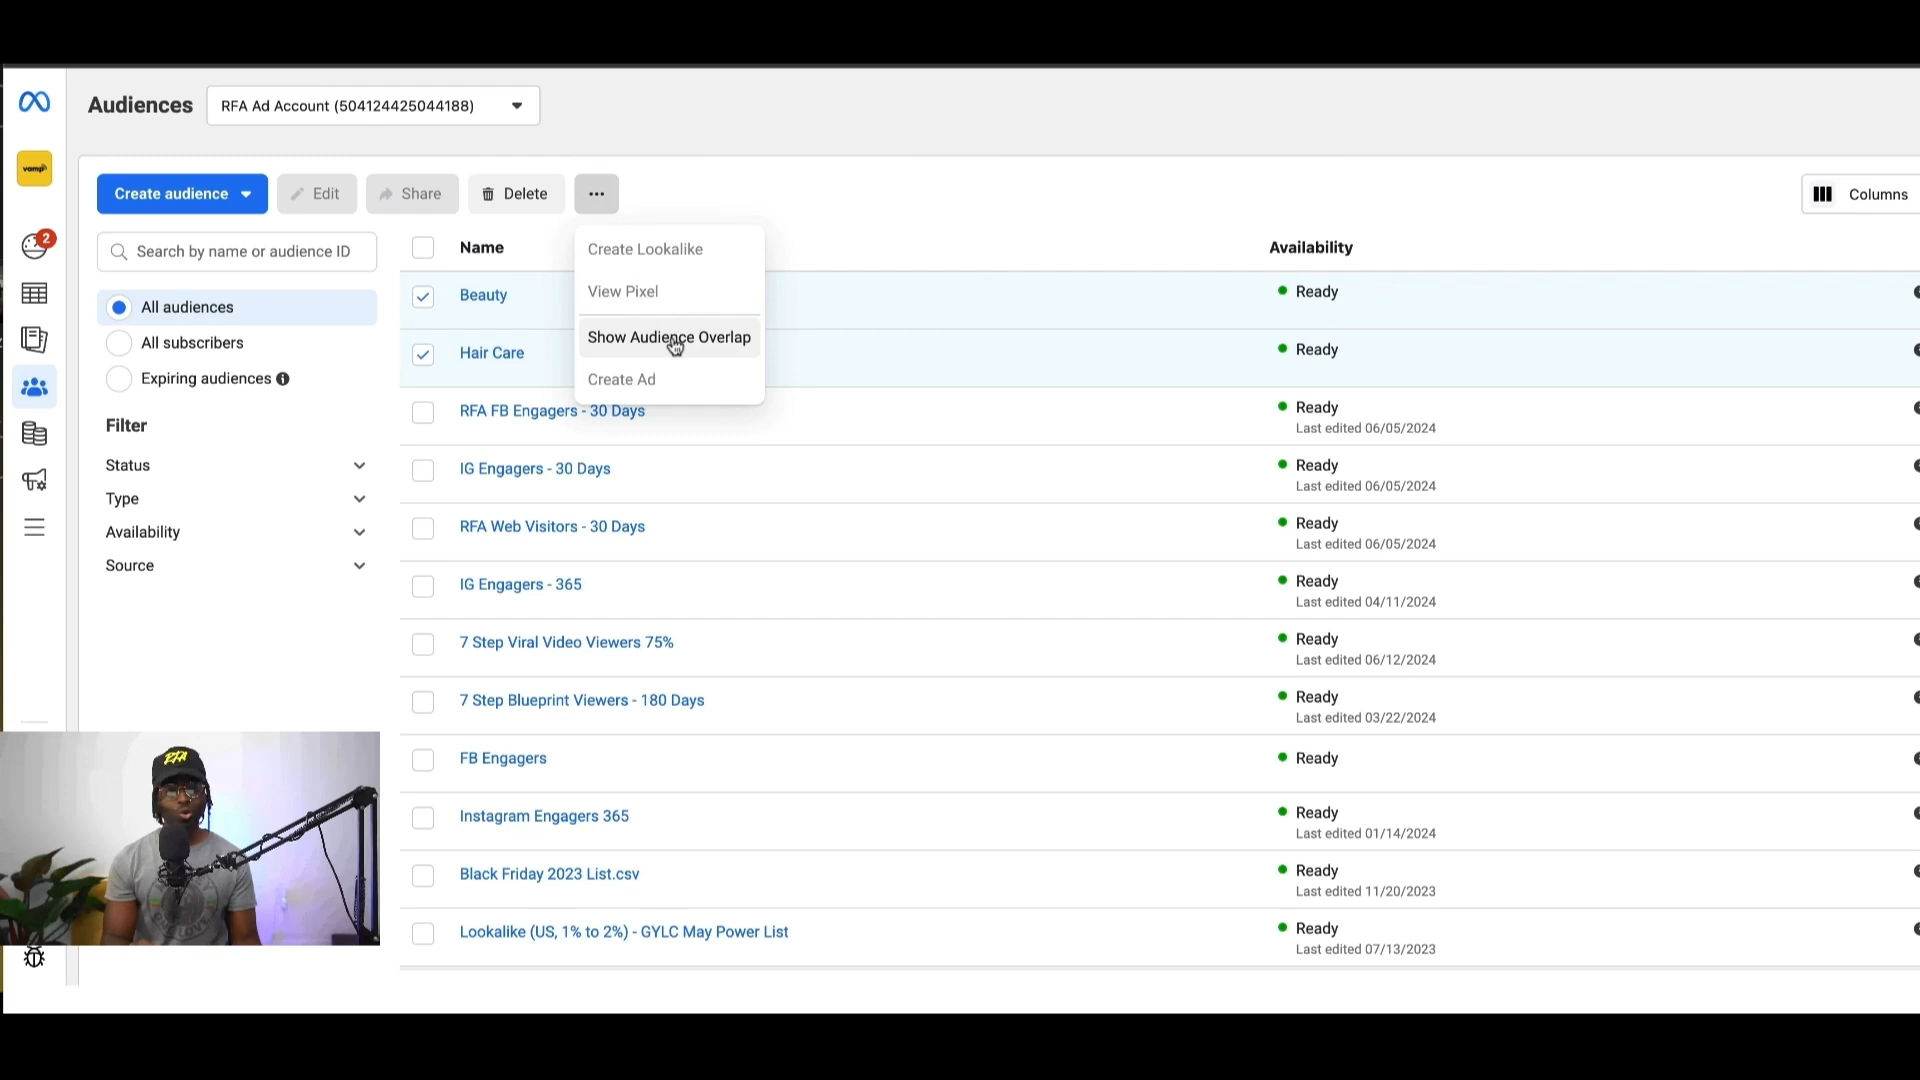 Audiences
RFA Ad Account (504124425044188)
vamp
2
Create audience
Edit
Share
Delete
Columns
Search by name or audience ID
All audiences
All subscribers
Expiring audiences
Filter
Status
Type
Availability
Source
Name
Availability
Create Lookalike
View Pixel
Show Audience Overlap
Create Ad
Beauty
Ready
Hair Care
Ready
RFA FB Engagers - 30 Days
Ready
Last edited 06/05/2024
IG Engagers - 30 Days
Ready
Last edited 06/05/2024
RFA Web Visitors - 30 Days
Ready
Last edited 06/05/2024
IG Engagers - 365
Ready
Last edited 04/11/2024
7 Step Viral Video Viewers 75%
Ready
Last edited 06/12/2024
7 Step Blueprint Viewers - 180 Days
Ready
Last edited 03/22/2024
FB Engagers
Ready
Instagram Engagers 365
Ready
Last edited 01/14/2024
Black Friday 2023 List.csv
Ready
Last edited 11/20/2023
Lookalike (US, 1% to 2%) - GYLC May Power List
Ready
Last edited 07/13/2023
RFA